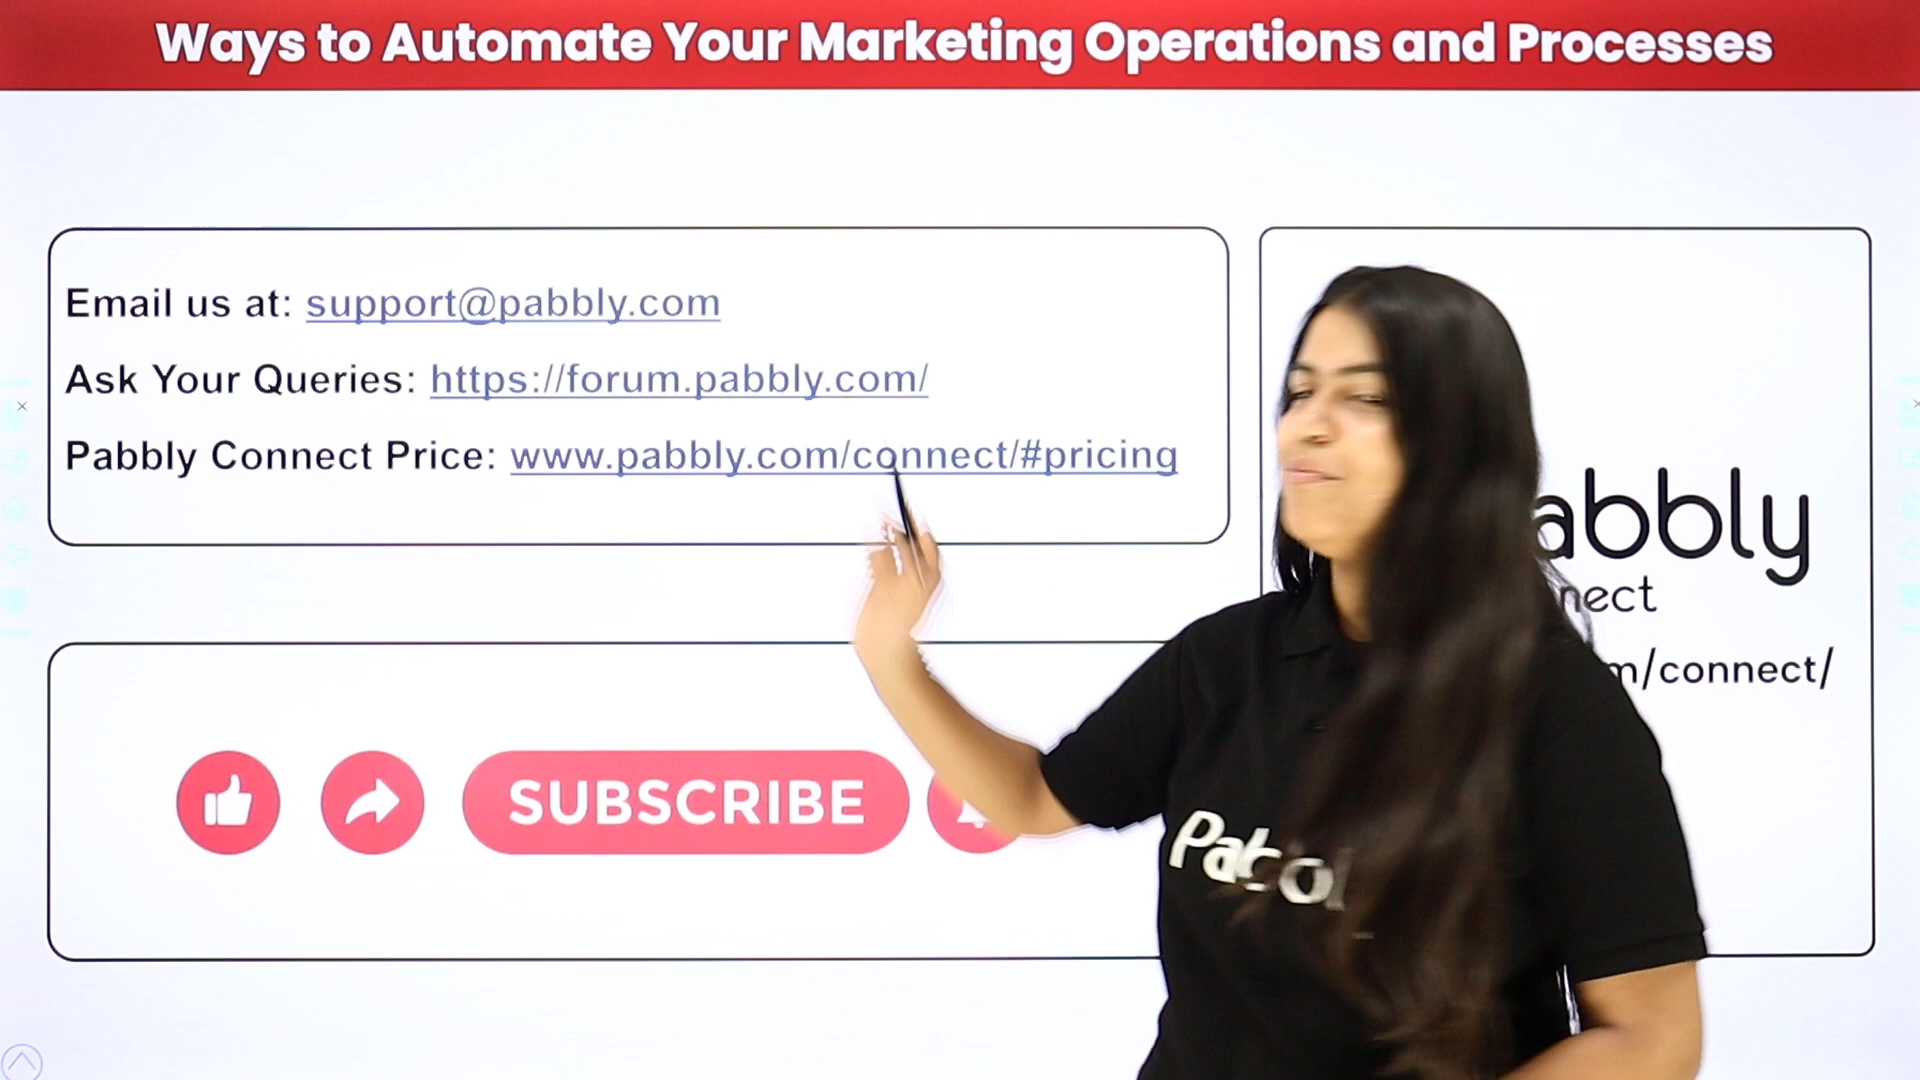 Ways to Automate Your Marketing Operations and Processes
Email us at: support@pabbly.com
Ask Your Queries: https://forum.pabbly.com/
Pabbly Connect Price: www.pabbly.com/connect/#pricing
abbly
nect
m/connect/
SUBSCRIBE